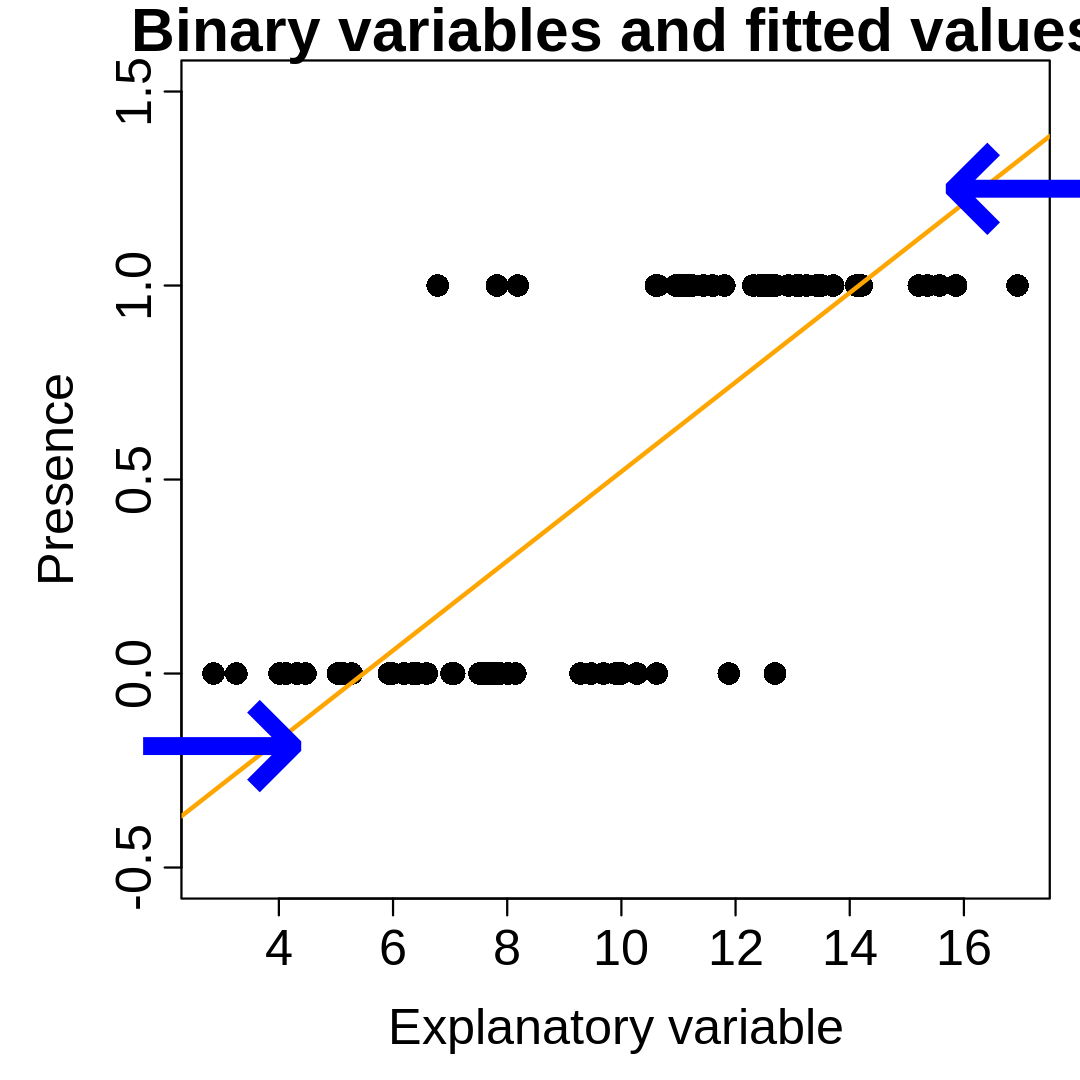 Binary variables and fitted values
1.5
1.0
0.5
0.0
-0.5
Presence
4 6 8 10 12 14 16
Explanatory variable